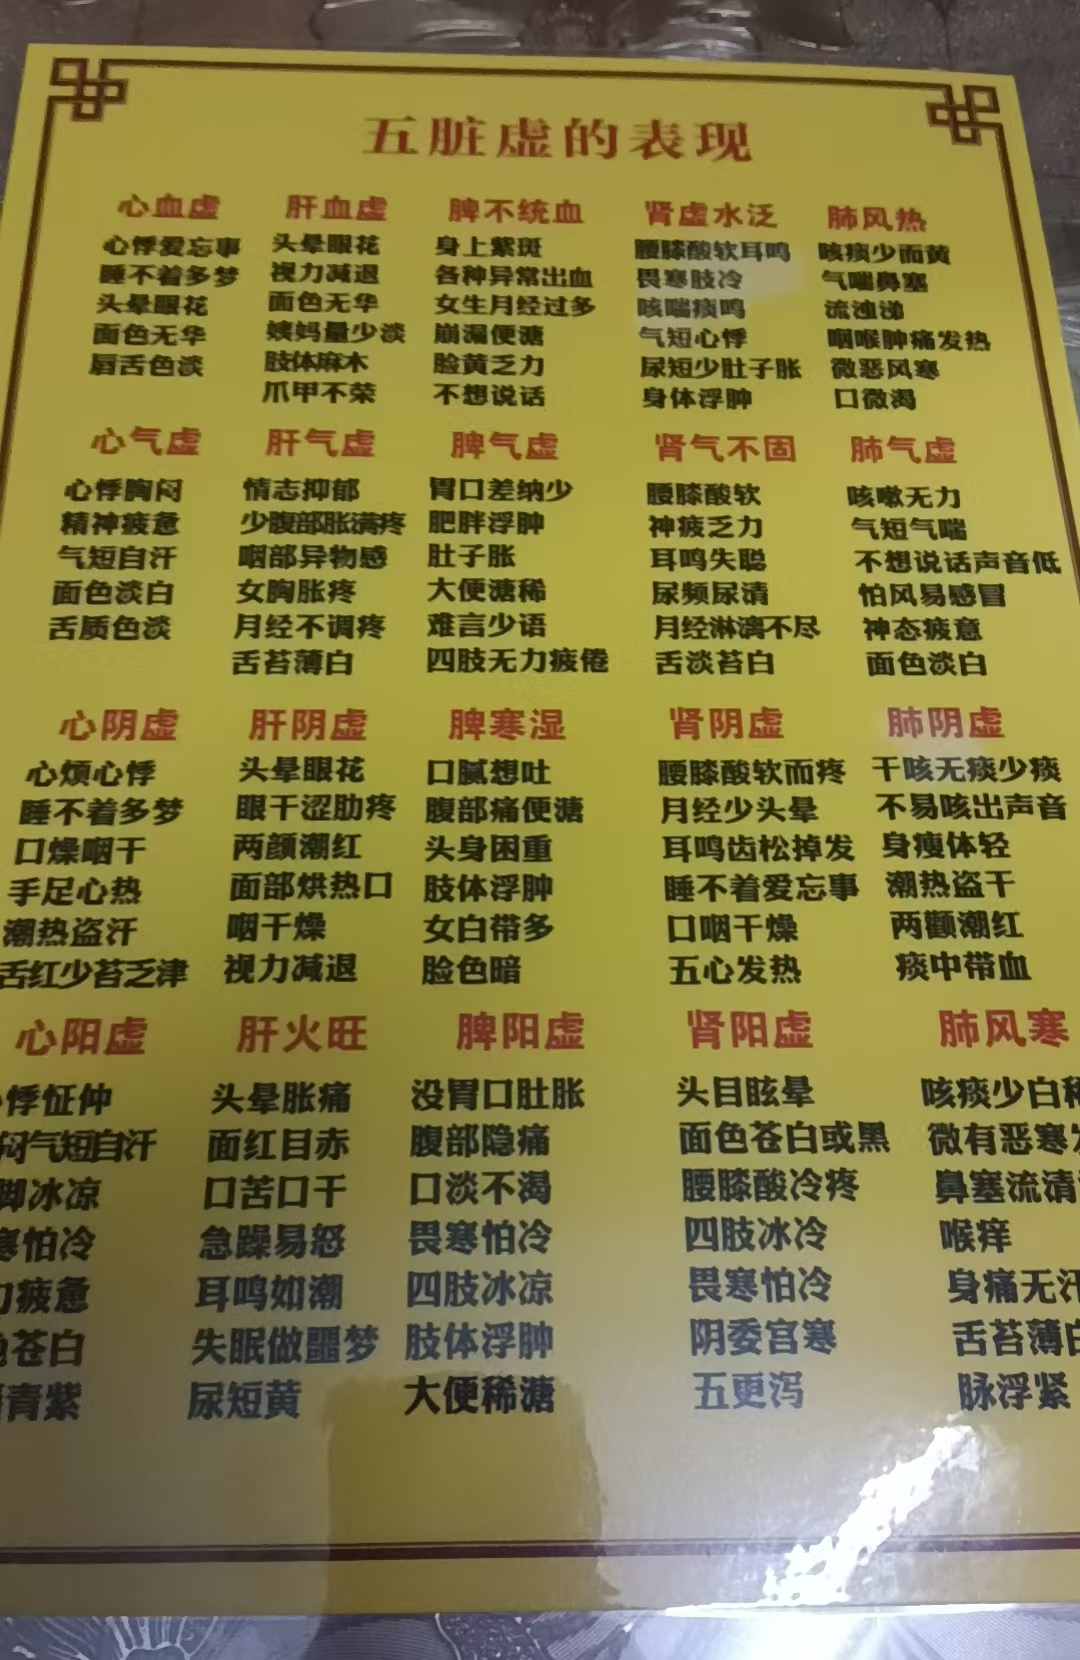 五脏虚的表现
心血虚 肝血虚 脾不统血 肾虚水泛 肺风热
心悸爱忘事 头晕眼花 身上紫斑 腰膝酸软耳鸣 咳痰少而黄
睡不着多梦 视力减退 各种异常出血 畏寒肢冷 气喘鼻塞
头晕眼花 面色无华 女生月经过多 咳喘痰鸣 流浊涕
面色无华 姨妈量少淡 崩漏便溏 气短心悸 咽喉肿痛发热
唇舌色淡 肢体麻木 脸黄乏力 尿短少肚子胀 微恶风寒
爪甲不荣 不想说话 身体浮肿 口微渴
心气虚 肝气虚 脾气虚 肾气不固 肺气虚
心悸胸闷 情志抑郁 胃口差纳少 腰膝酸软 咳嗽无力
精神疲惫 少腹部胀满疼 肥胖浮肿 神疲乏力 气短气喘
气短自汗 咽部异物感 肚子胀 耳鸣失聪 不想说话声音低
面色淡白 女胸胀疼 大便溏稀 尿频尿清 怕风易感冒
舌质色淡 月经不调疼 难言少语 月经淋漓不尽 神态疲惫
舌苔薄白 四肢无力疲倦 舌淡苔白 面色淡白
心阴虚 肝阴虚 脾寒湿 肾阴虚 肺阴虚
心烦心悸 头晕眼花 口腻想吐 腰膝酸软而疼 干咳无痰少痰
睡不着多梦 眼干涩肋疼 腹部痛便溏 月经少头晕 不易咳出声音
口燥咽干 两颜潮红 头身困重 耳鸣齿松掉发 身瘦体轻
手足心热 面部烘热口 肢体浮肿 睡不着爱忘事 潮热盗干
潮热盗汗 咽干燥 女白带多 口咽干燥 两颧潮红
舌红少苔乏津 视力减退 脸色暗 五心发热 痰中带血
心阳虚 肝火旺 脾阳虚 肾阳虚 肺风寒
悸怔仲 头晕胀痛 没胃口肚胀 头目眩晕 咳痰少白稀
闷气短自汗 面红目赤 腹部隐痛 面色苍白或黑 微有恶寒
脚冰凉 口苦口干 口淡不渴 腰膝酸冷疼 鼻塞流清
寒怕冷 急躁易怒 畏寒怕冷 四肢冰冷 喉痒
力疲惫 耳鸣如潮 四肢冰凉 畏寒怕冷 身痛无汗
色苍白 失眠做噩梦 肢体浮肿 阴委宫寒 舌苔薄白
青紫 尿短黄 大便稀溏 五更泻 脉浮紧